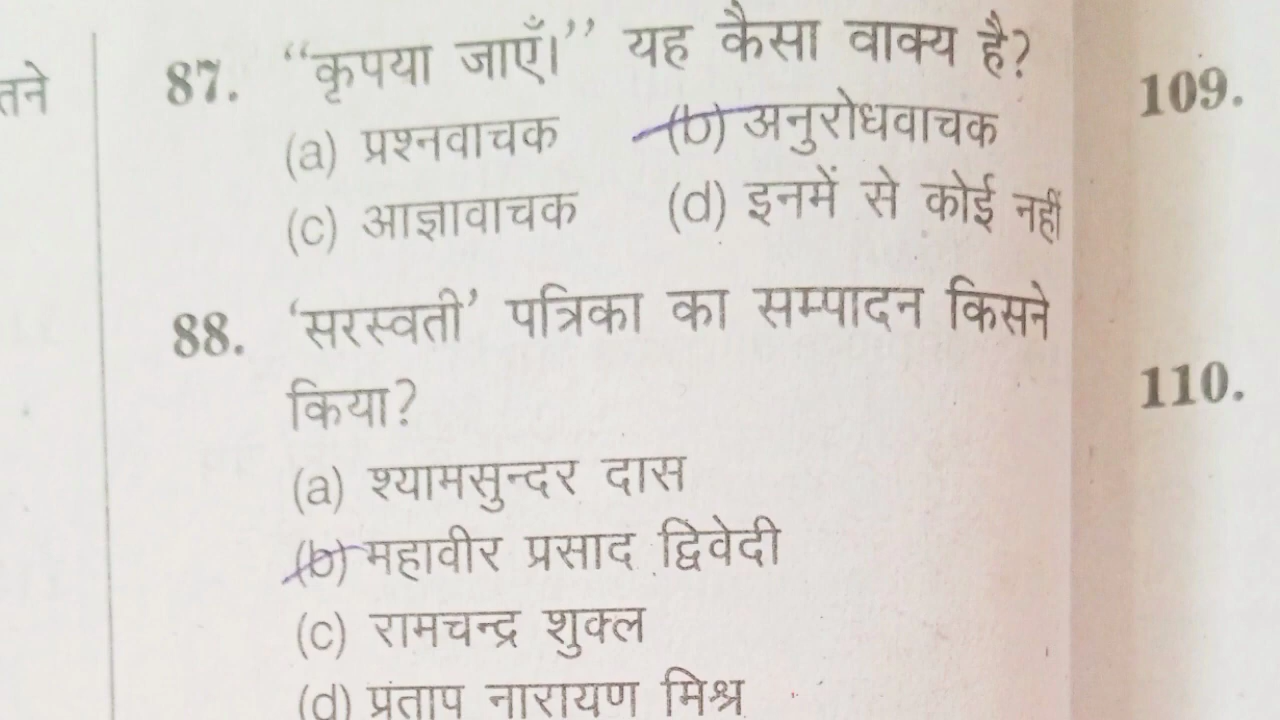 तने
87. “कृपया जाएँ।” यह कैसा वाक्य है?
(a) प्रश्नवाचक (b) अनुरोधवाचक
(c) आज्ञावाचक (d) इनमें से कोई नहीं
88. ‘सरस्वती’ पत्रिका का सम्पादन किसने
किया?
(a) श्यामसुन्दर दास
(b) महावीर प्रसाद द्विवेदी
(c) रामचन्द्र शुक्ल
(d) प्रताप नारायण मिश्र
109.
110.